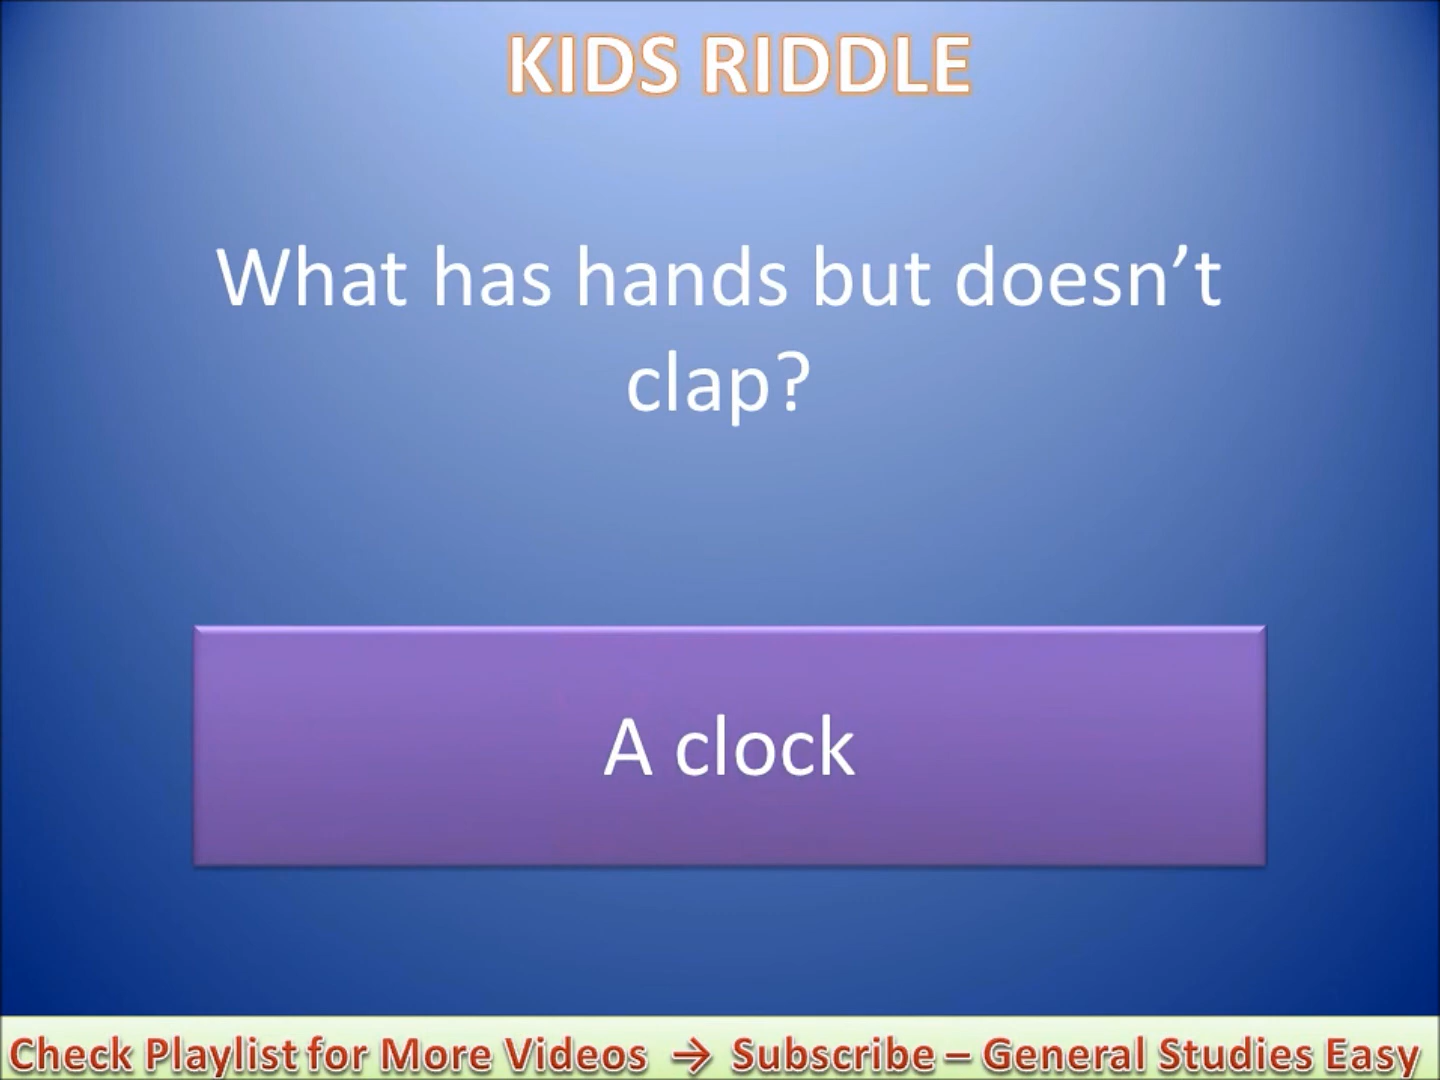 KIDS RIDDLE
What has hands but doesn’t
clap?
A clock
Check Playlist for More Videos → Subscribe – General Studies Easy